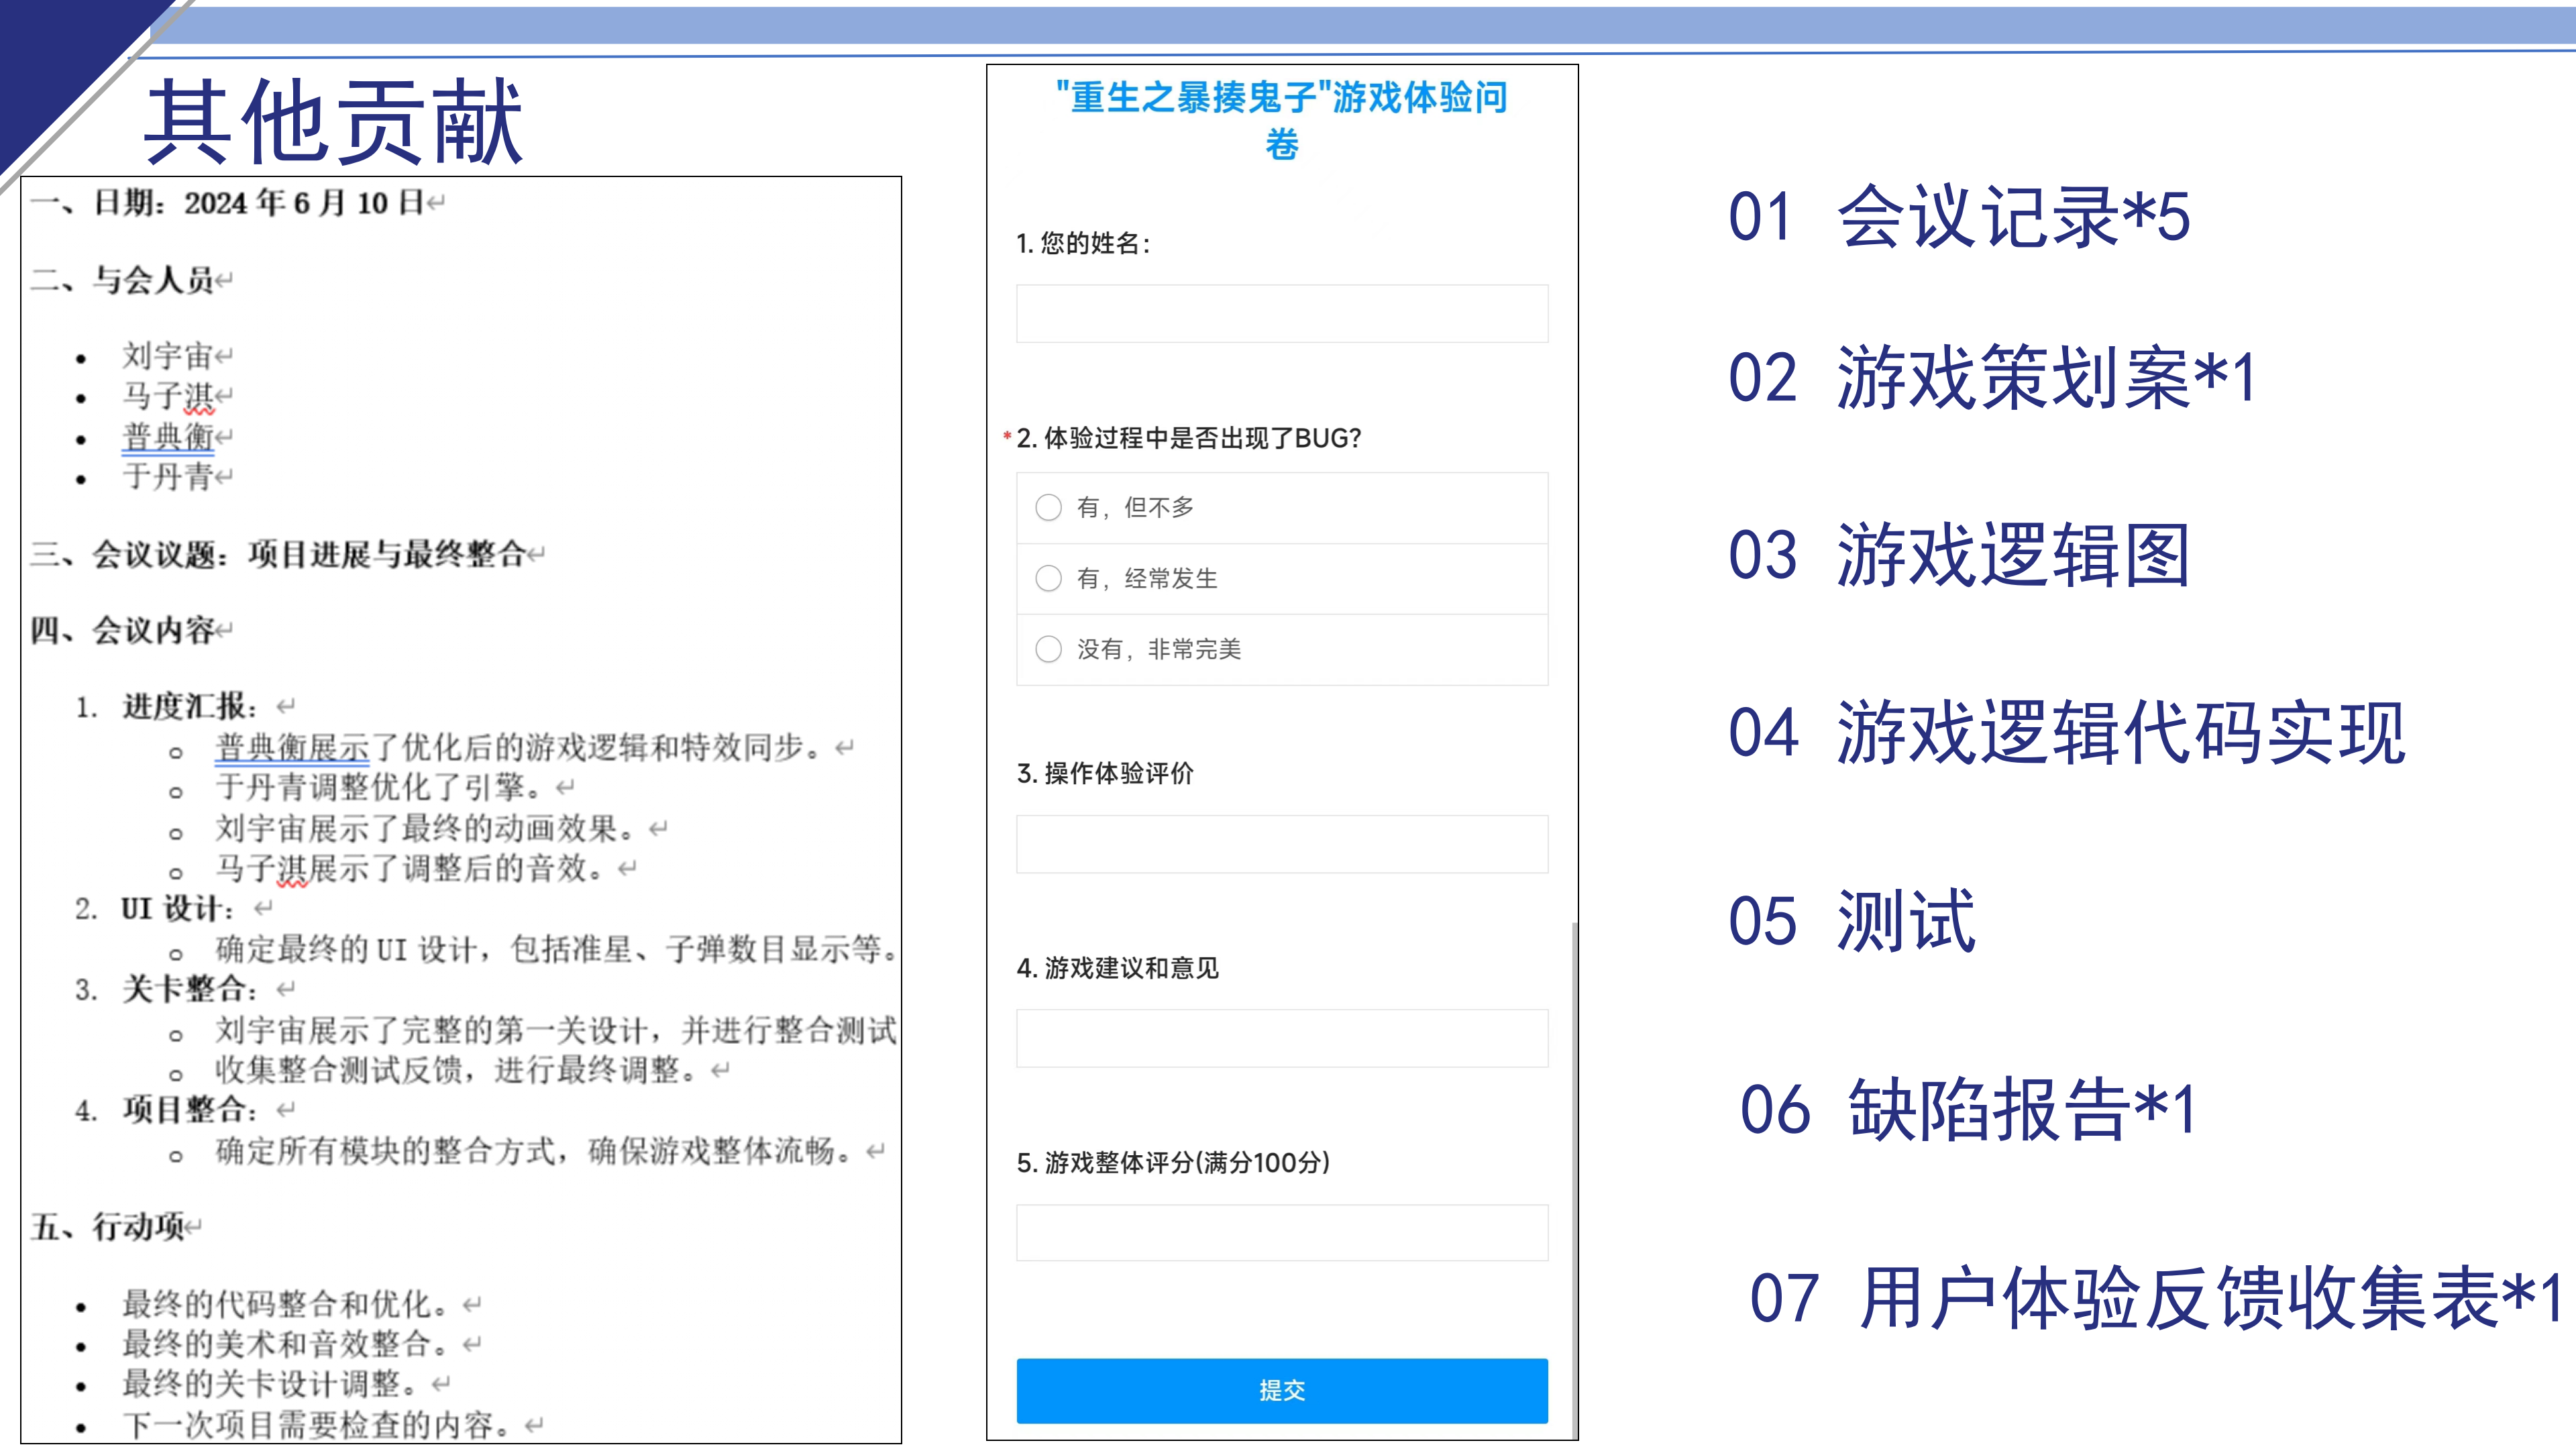 其他贡献
一、日期：2024 年 6 月 10 日
二、与会人员
• 刘宇宙
• 马子淇
• 普典衡
• 于丹青
三、会议议题：项目进展与最终整合
四、会议内容
1. 进度汇报：
o 普典衡展示了优化后的游戏逻辑和特效同步。
o 于丹青调整优化了引擎。
o 刘宇宙展示了最终的动画效果。
o 马子淇展示了调整后的音效。
2. UI 设计：
o 确定最终的 UI 设计，包括准星、子弹数目显示等。
3. 关卡整合：
o 刘宇宙展示了完整的第一关设计，并进行整合测试
o 收集整合测试反馈，进行最终调整。
4. 项目整合：
o 确定所有模块的整合方式，确保游戏整体流畅。
五、行动项
• 最终的代码整合和优化。
• 最终的美术和音效整合。
• 最终的关卡设计调整。
• 下一次项目需要检查的内容。
"重生之暴揍鬼子"游戏体验问
卷
1. 您的姓名：
* 2. 体验过程中是否出现了BUG？
有，但不多
有，经常发生
没有，非常完美
3. 操作体验评价
4. 游戏建议和意见
5. 游戏整体评分(满分100分)
提交
01 会议记录*5
02 游戏策划案*1
03 游戏逻辑图
04 游戏逻辑代码实现
05 测试
06 缺陷报告*1
07 用户体验反馈收集表*1